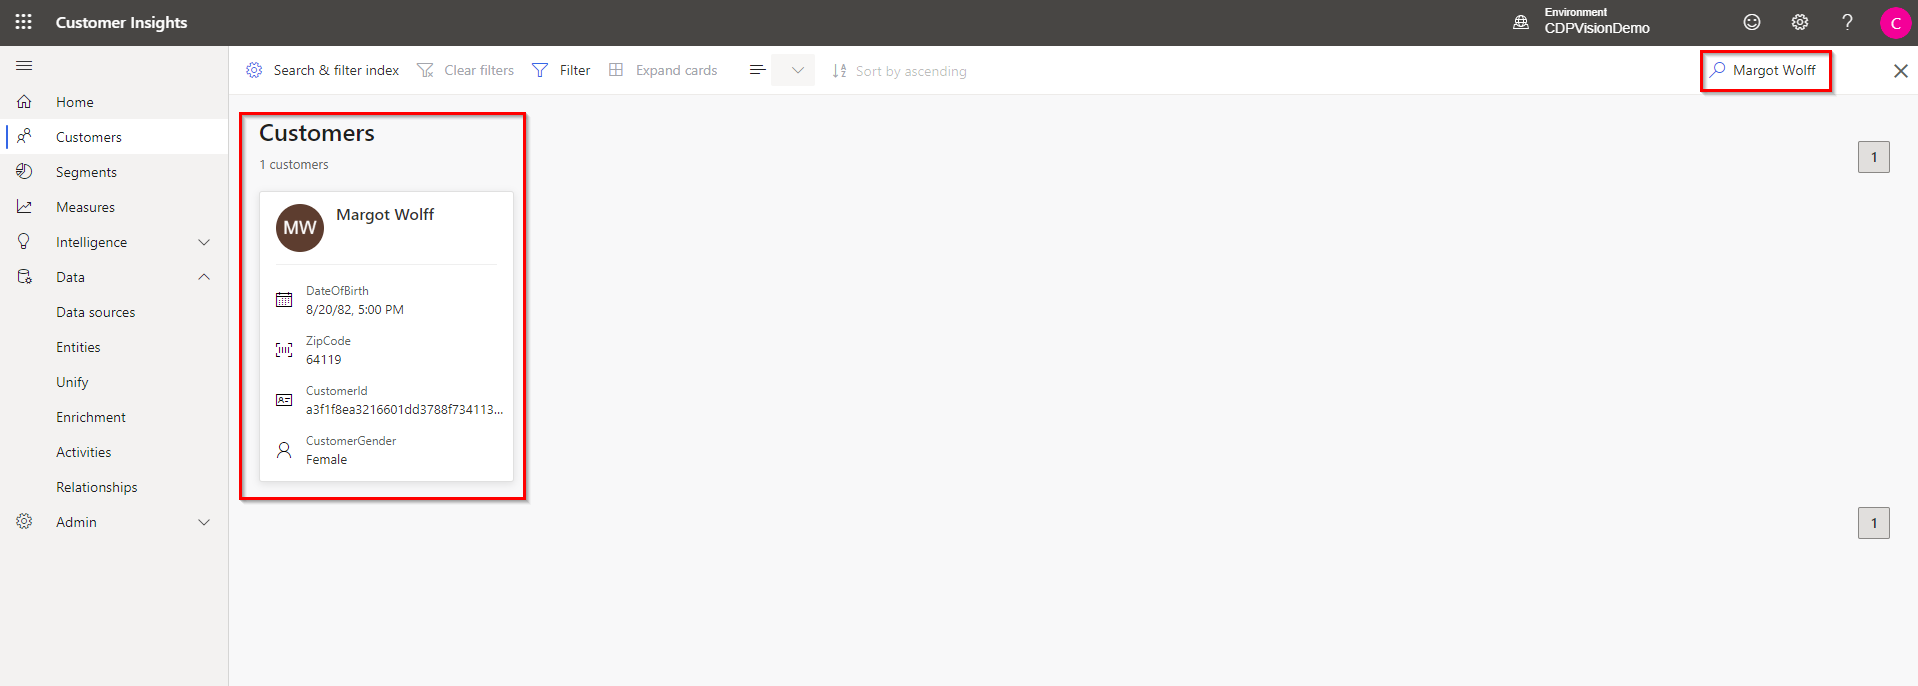 Customer Insights
Environment
CDPVisionDemo
C
Search & filter index
Clear filters
Filter
Expand cards
Sort by ascending
Margot Wolff
Home
Customers
Segments
Measures
Intelligence
Data
Data sources
Entities
Unify
Enrichment
Activities
Relationships
Admin
Customers
1 customers
MW
Margot Wolff
DateOfBirth
8/20/82, 5:00 PM
ZipCode
64119
CustomerId
a3f1f8ea3216601dd3788f734113...
CustomerGender
Female
1
1